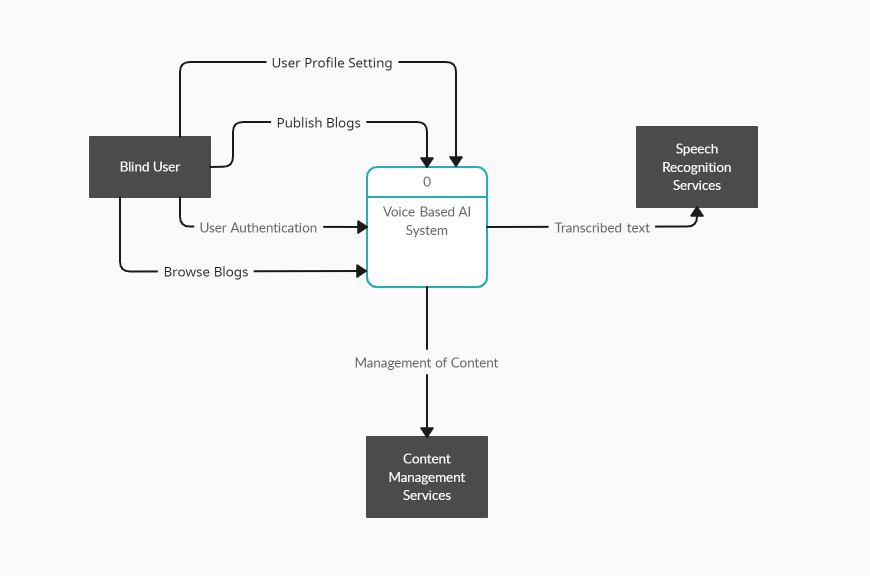 User Profile Setting
Publish Blogs
Blind User
Speech
Recognition
Services
0
Voice Based AI
System
User Authentication
Transcribed text
Browse Blogs
Management of Content
Content
Management
Services